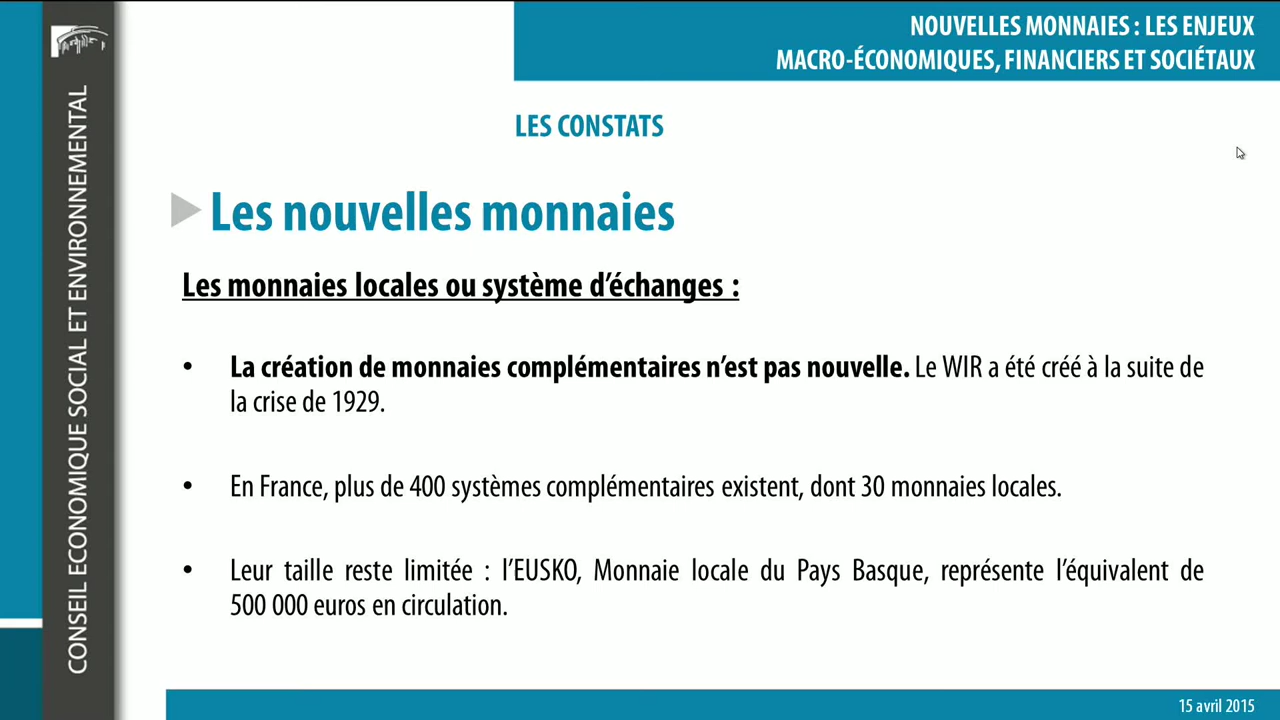 NOUVELLES MONNAIES : LES ENJEUX
MACRO-ÉCONOMIQUES, FINANCIERS ET SOCIÉTAUX
CONSEIL ECONOMIQUE SOCIAL ET ENVIRONNEMENTAL
LES CONSTATS
Les nouvelles monnaies
Les monnaies locales ou système d’échanges :
• La création de monnaies complémentaires n’est pas nouvelle. Le WIR a été créé à la suite de
la crise de 1929.
• En France, plus de 400 systèmes complémentaires existent, dont 30 monnaies locales.
• Leur taille reste limitée : l’EUSKO, Monnaie locale du Pays Basque, représente l’équivalent de
500 000 euros en circulation.
15 avril 2015